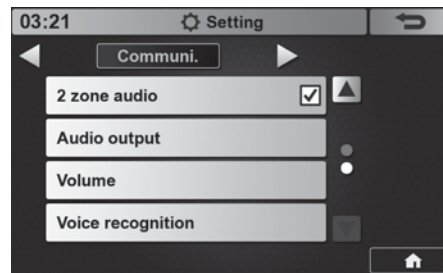 03:21 Setting
Communi.
2 zone audio
Audio output
Volume
Voice recognition